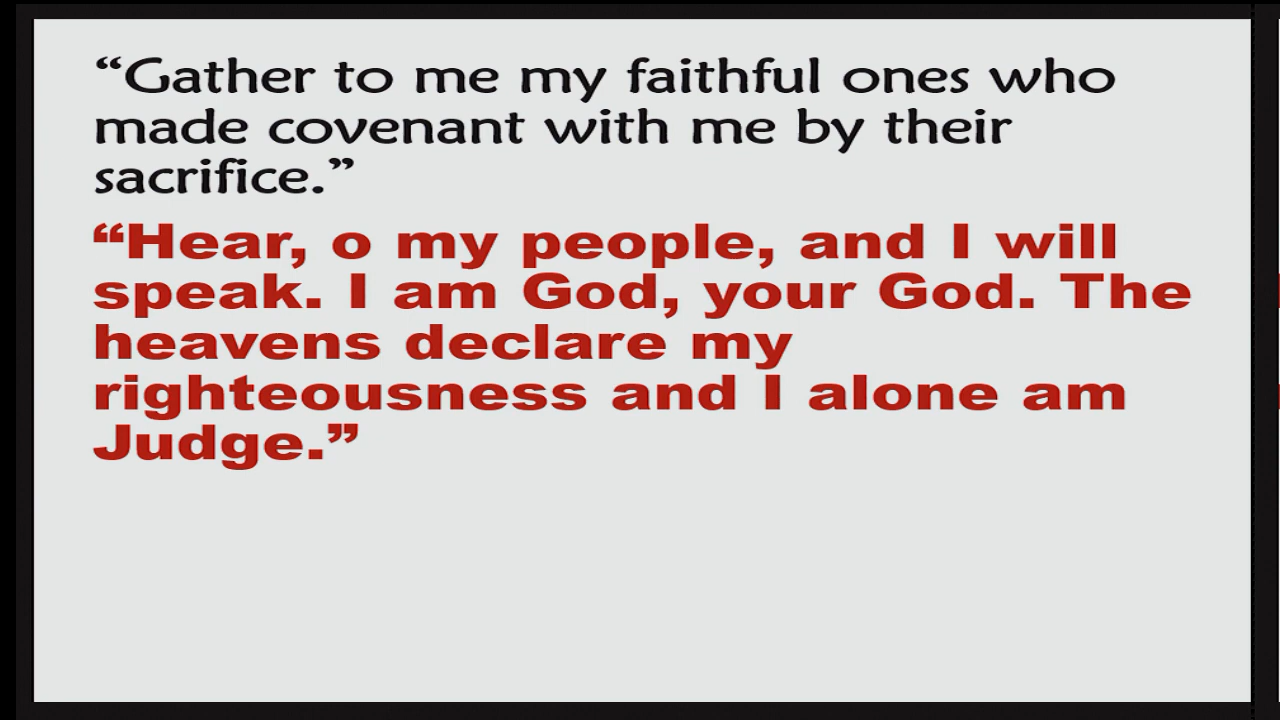 “Gather to me my faithful ones who
made covenant with me by their
sacrifice.”
“Hear, o my people, and I will
speak. I am God, your God. The
heavens declare my
righteousness and I alone am
Judge.”